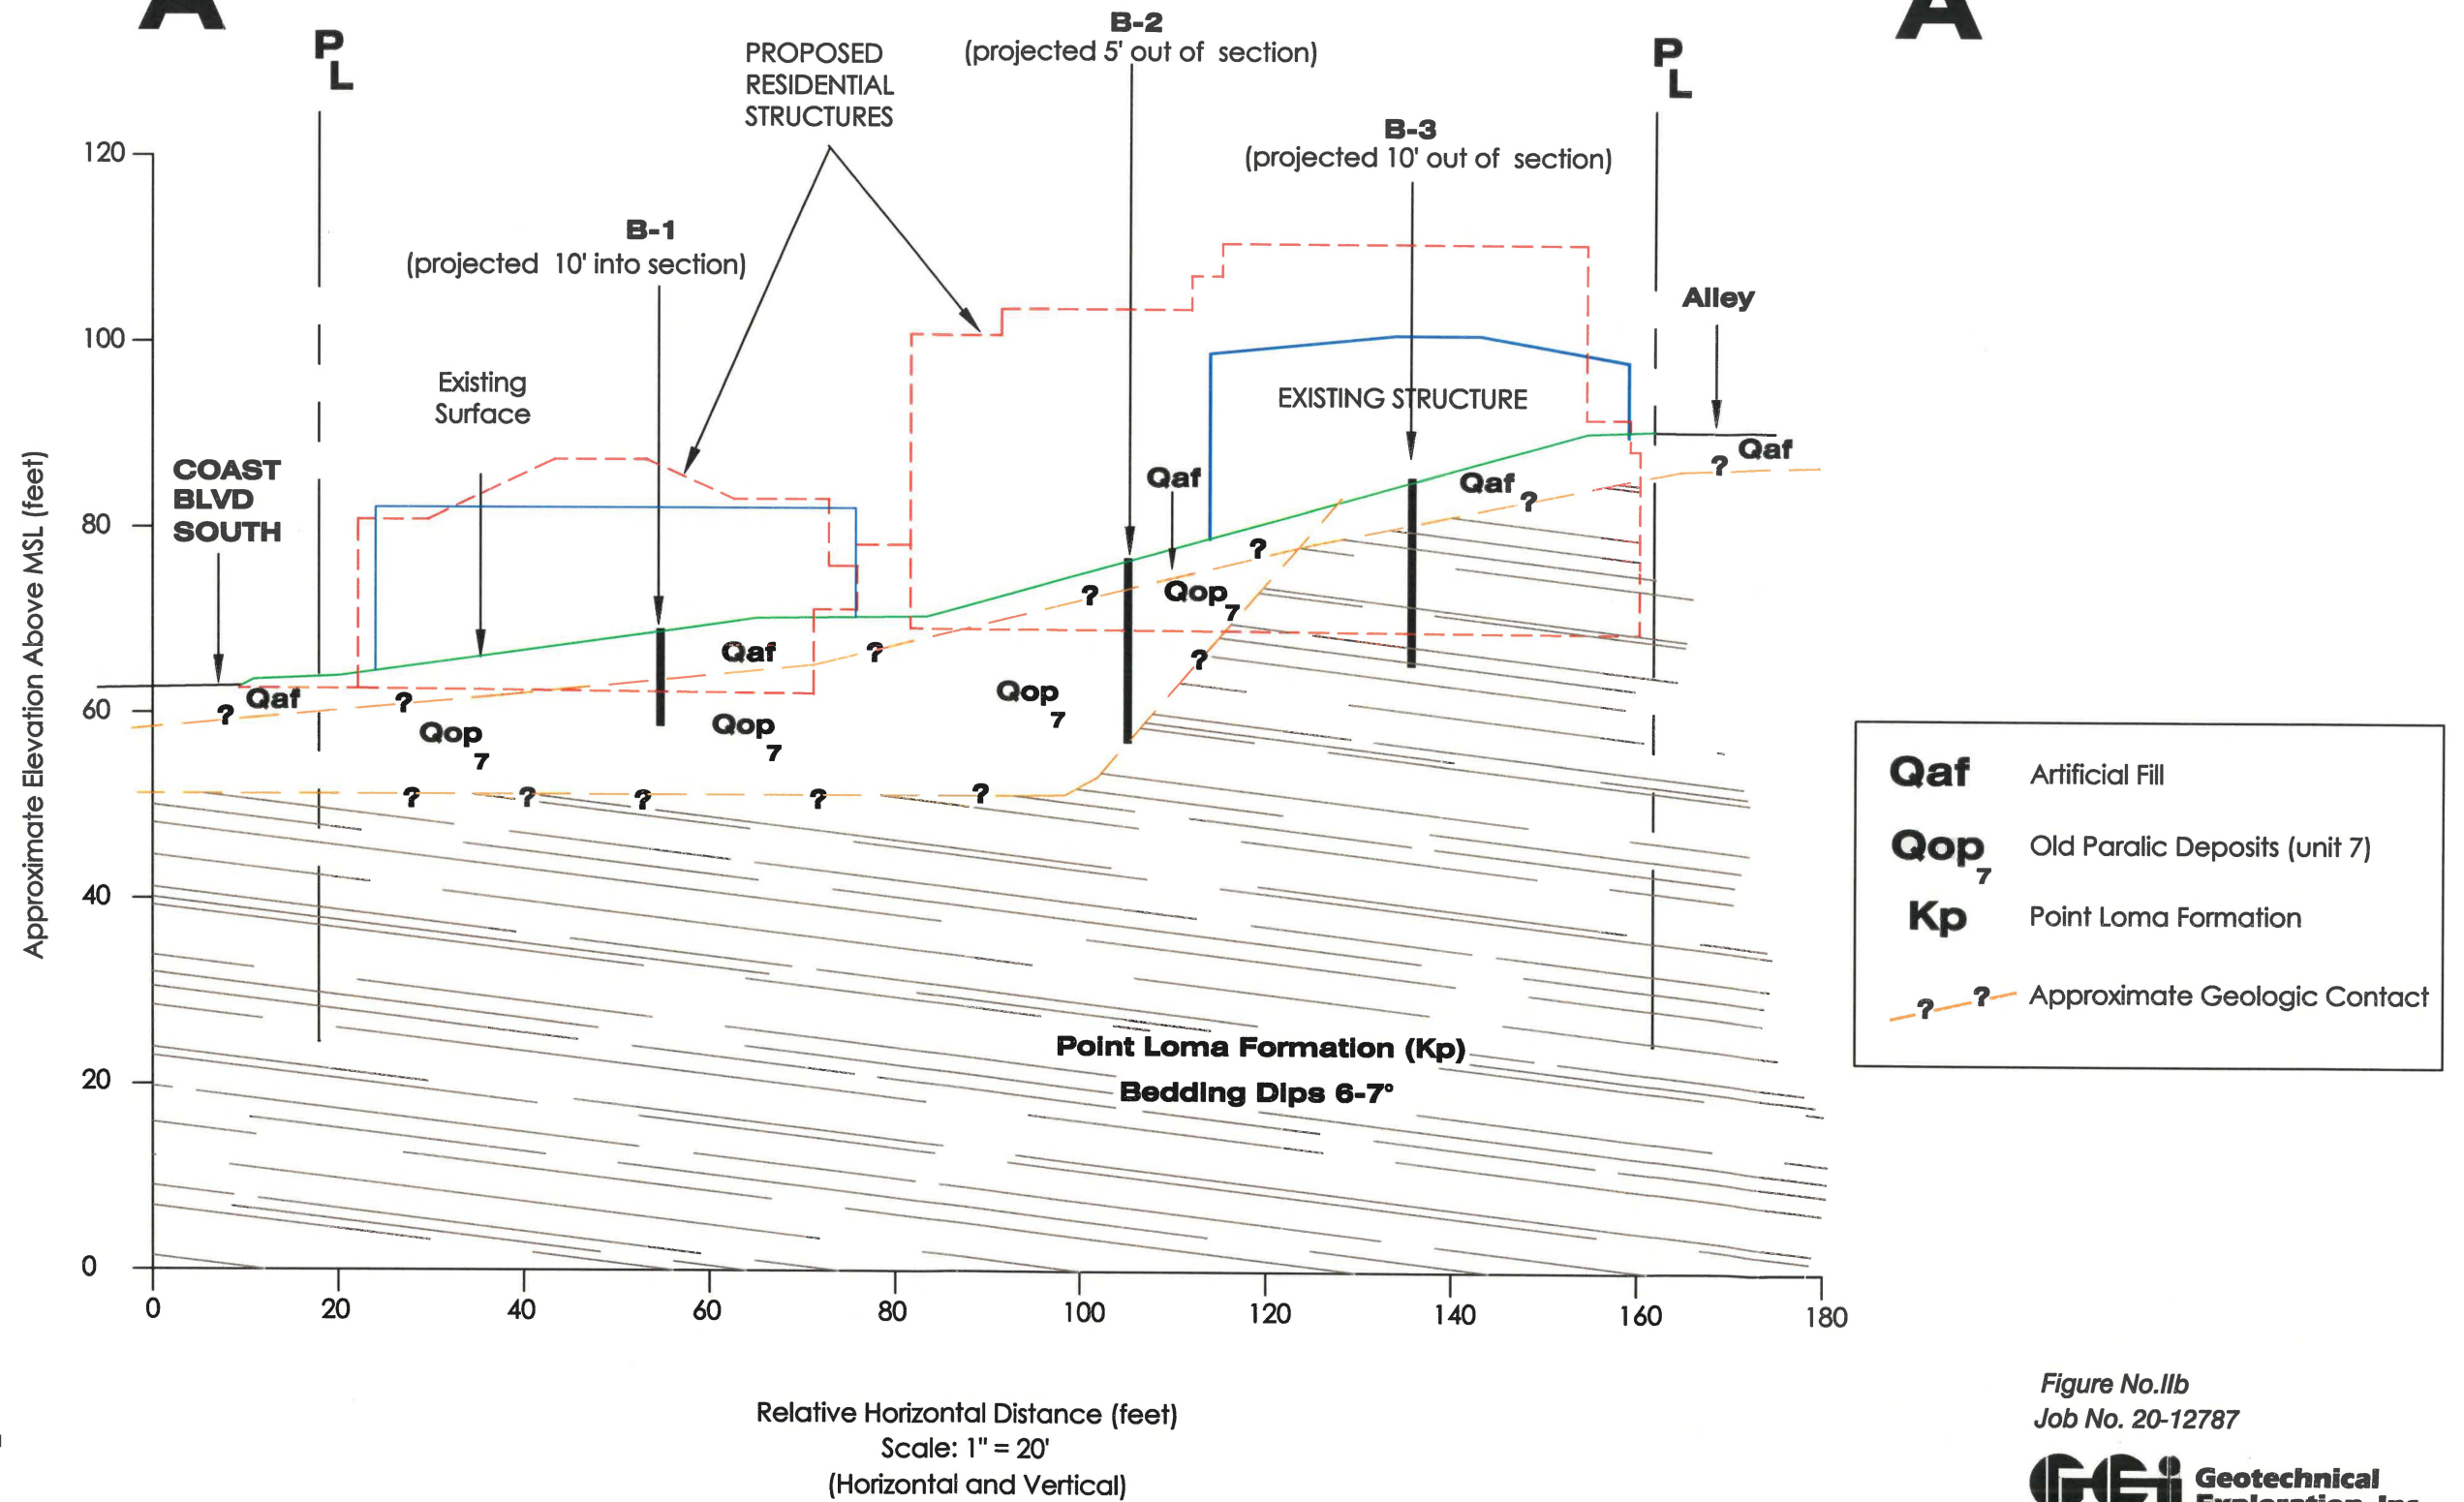 A
A
P
L
B-2
(projected 5' out of section)
PROPOSED
RESIDENTIAL
STRUCTURES
P
L
B-3
(projected 10' out of section)
B-1
(projected 10' into section)
Alley
Existing
Surface
COAST
BLVD
SOUTH
EXISTING STRUCTURE
Approximate Elevation Above MSL (feet)
120
100
80
60
40
20
0
Qaf
?
Qaf
Qaf
?
?
?
Qop
7
Qaf
?
?
?
Qaf
?
?
Qop
7
Qop
7
Qop
7
?
?
?
?
?
Point Loma Formation (Kp)
Bedding Dips 6-7°
0
20
40
60
80
100
120
140
160
180
Relative Horizontal Distance (feet)
Scale: 1" = 20'
(Horizontal and Vertical)
Qaf Artificial Fill
Qop 7 Old Paralic Deposits (unit 7)
Kp Point Loma Formation
? ? Approximate Geologic Contact
Figure No.IIb
Job No. 20-12787
GEi Geotechnical
Exploration, Inc.